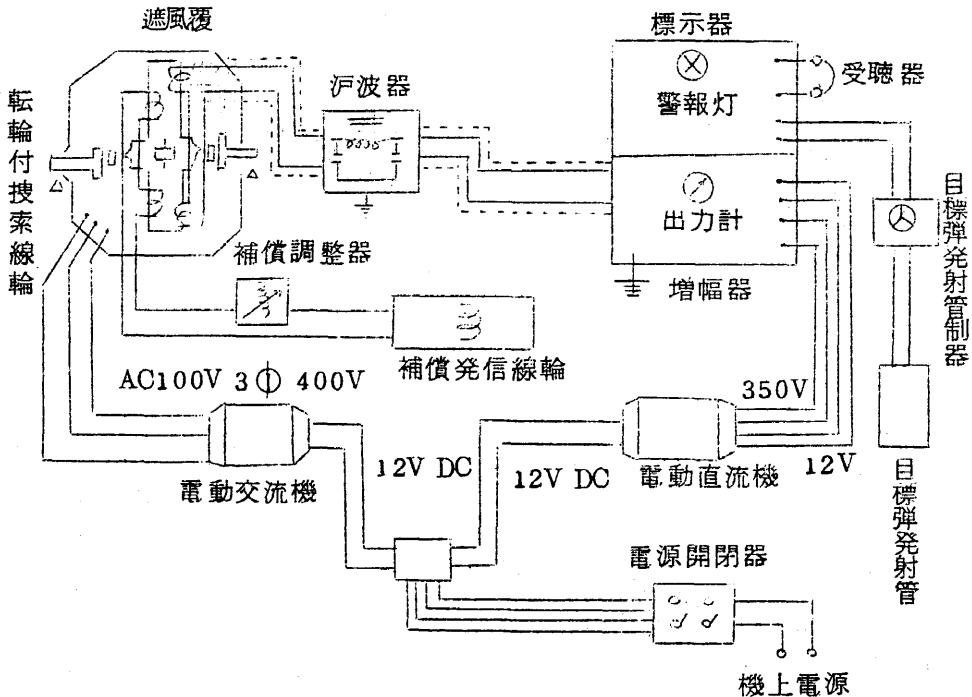 遮風覆
転輪付捜索線輪
沪波器
標示器
警報灯
受聴器
出力計
増幅器
目標弾発射管制器
目標弾発射管
補償調整器
補償発信線輪
AC100V 3Φ 400V
電動交流機
12V DC
12V DC
350V
電動直流機
12V
電源開閉器
機上電源